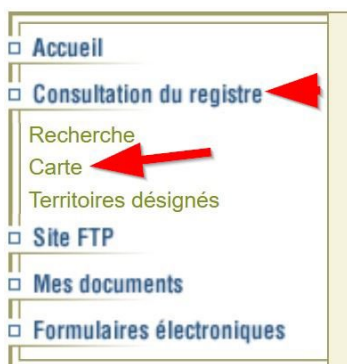 Accueil
Consultation du registre
Recherche
Carte
Territoires désignés
Site FTP
Mes documents
Formulaires électroniques